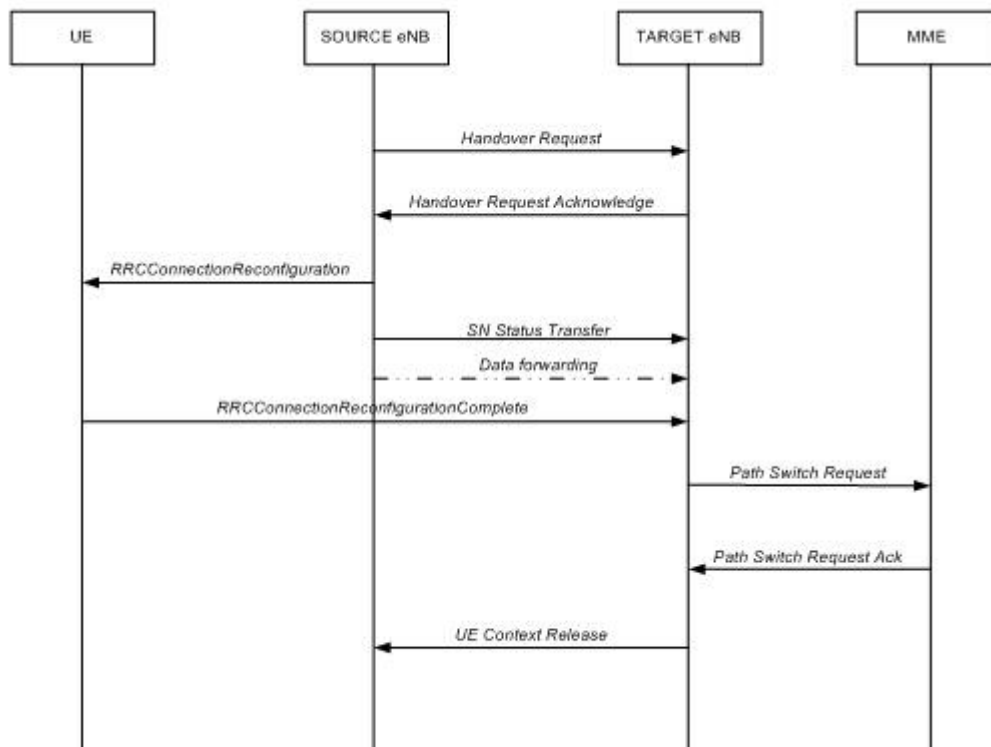 UE
SOURCE eNB
TARGET eNB
MME
Handover Request
Handover Request Acknowledge
RRCConnectionReconfiguration
SN Status Transfer
Data forwarding
RRCConnectionReconfigurationComplete
Path Switch Request
Path Switch Request Ack
UE Context Release